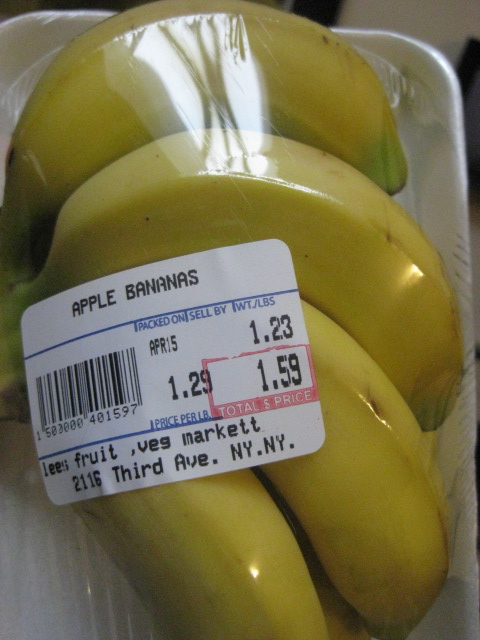 APPLE BANANAS
PACKED ON SELL BY WT./LBS
APR15 1.23
1.29 1.59
PRICE PER LB. TOTAL $ PRICE
1 503000 401597
lees fruit ,veg markett
2116 Third Ave. NY.NY.